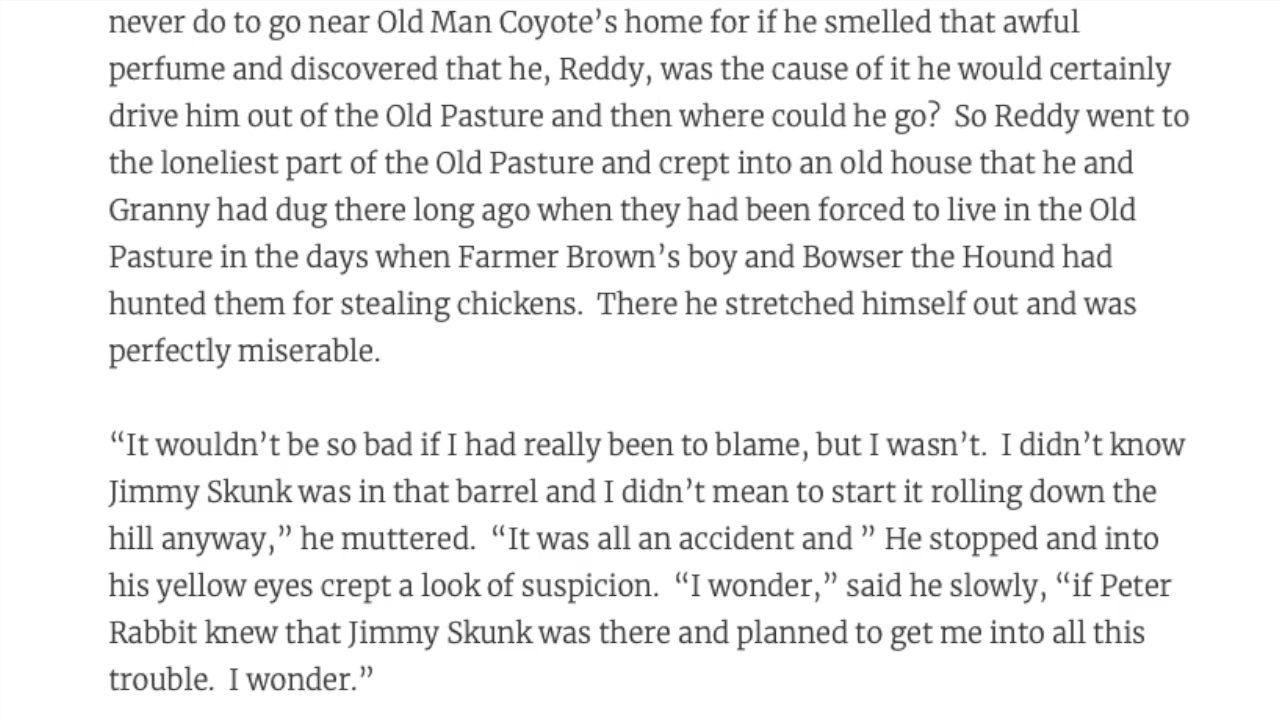 never do to go near Old Man Coyote’s home for if he smelled that awful
perfume and discovered that he, Reddy, was the cause of it he would certainly
drive him out of the Old Pasture and then where could he go?  So Reddy went to
the loneliest part of the Old Pasture and crept into an old house that he and
Granny had dug there long ago when they had been forced to live in the Old
Pasture in the days when Farmer Brown’s boy and Bowser the Hound had
hunted them for stealing chickens.  There he stretched himself out and was
perfectly miserable.
“It wouldn’t be so bad if I had really been to blame, but I wasn’t.  I didn’t know
Jimmy Skunk was in that barrel and I didn’t mean to start it rolling down the
hill anyway,” he muttered.  “It was all an accident and ” He stopped and into
his yellow eyes crept a look of suspicion.  “I wonder,” said he slowly, “if Peter
Rabbit knew that Jimmy Skunk was there and planned to get me into all this
trouble.  I wonder.”